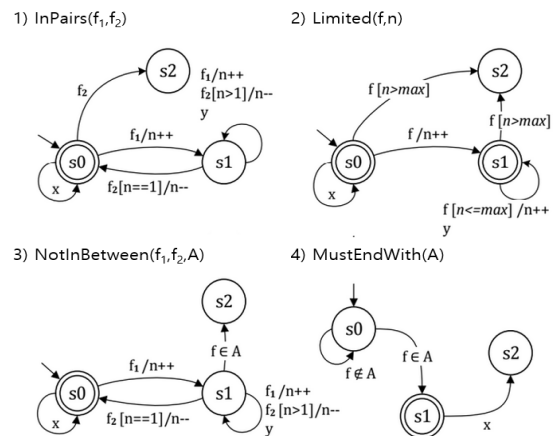 1) InPairs(f₁,f₂)
s2
f₂
f₁/n++
f₂[n>1]/n--
y
f₁/n++
s0
s1
x
f₂[n==1]/n--
2) Limited(f,n)
s2
f [n>max]
f [n>max]
f /n++
s0
s1
x
f [n<=max] /n++
y
3) NotInBetween(f₁,f₂,A)
s2
f ∈ A
f₁/n++
s0
s1
x
f₂ [n==1]/n--
f₁/n++
f₂ [n>1]/n--
y
4) MustEndWith(A)
s0
f ∈ A
f ∉ A
s2
s1
x